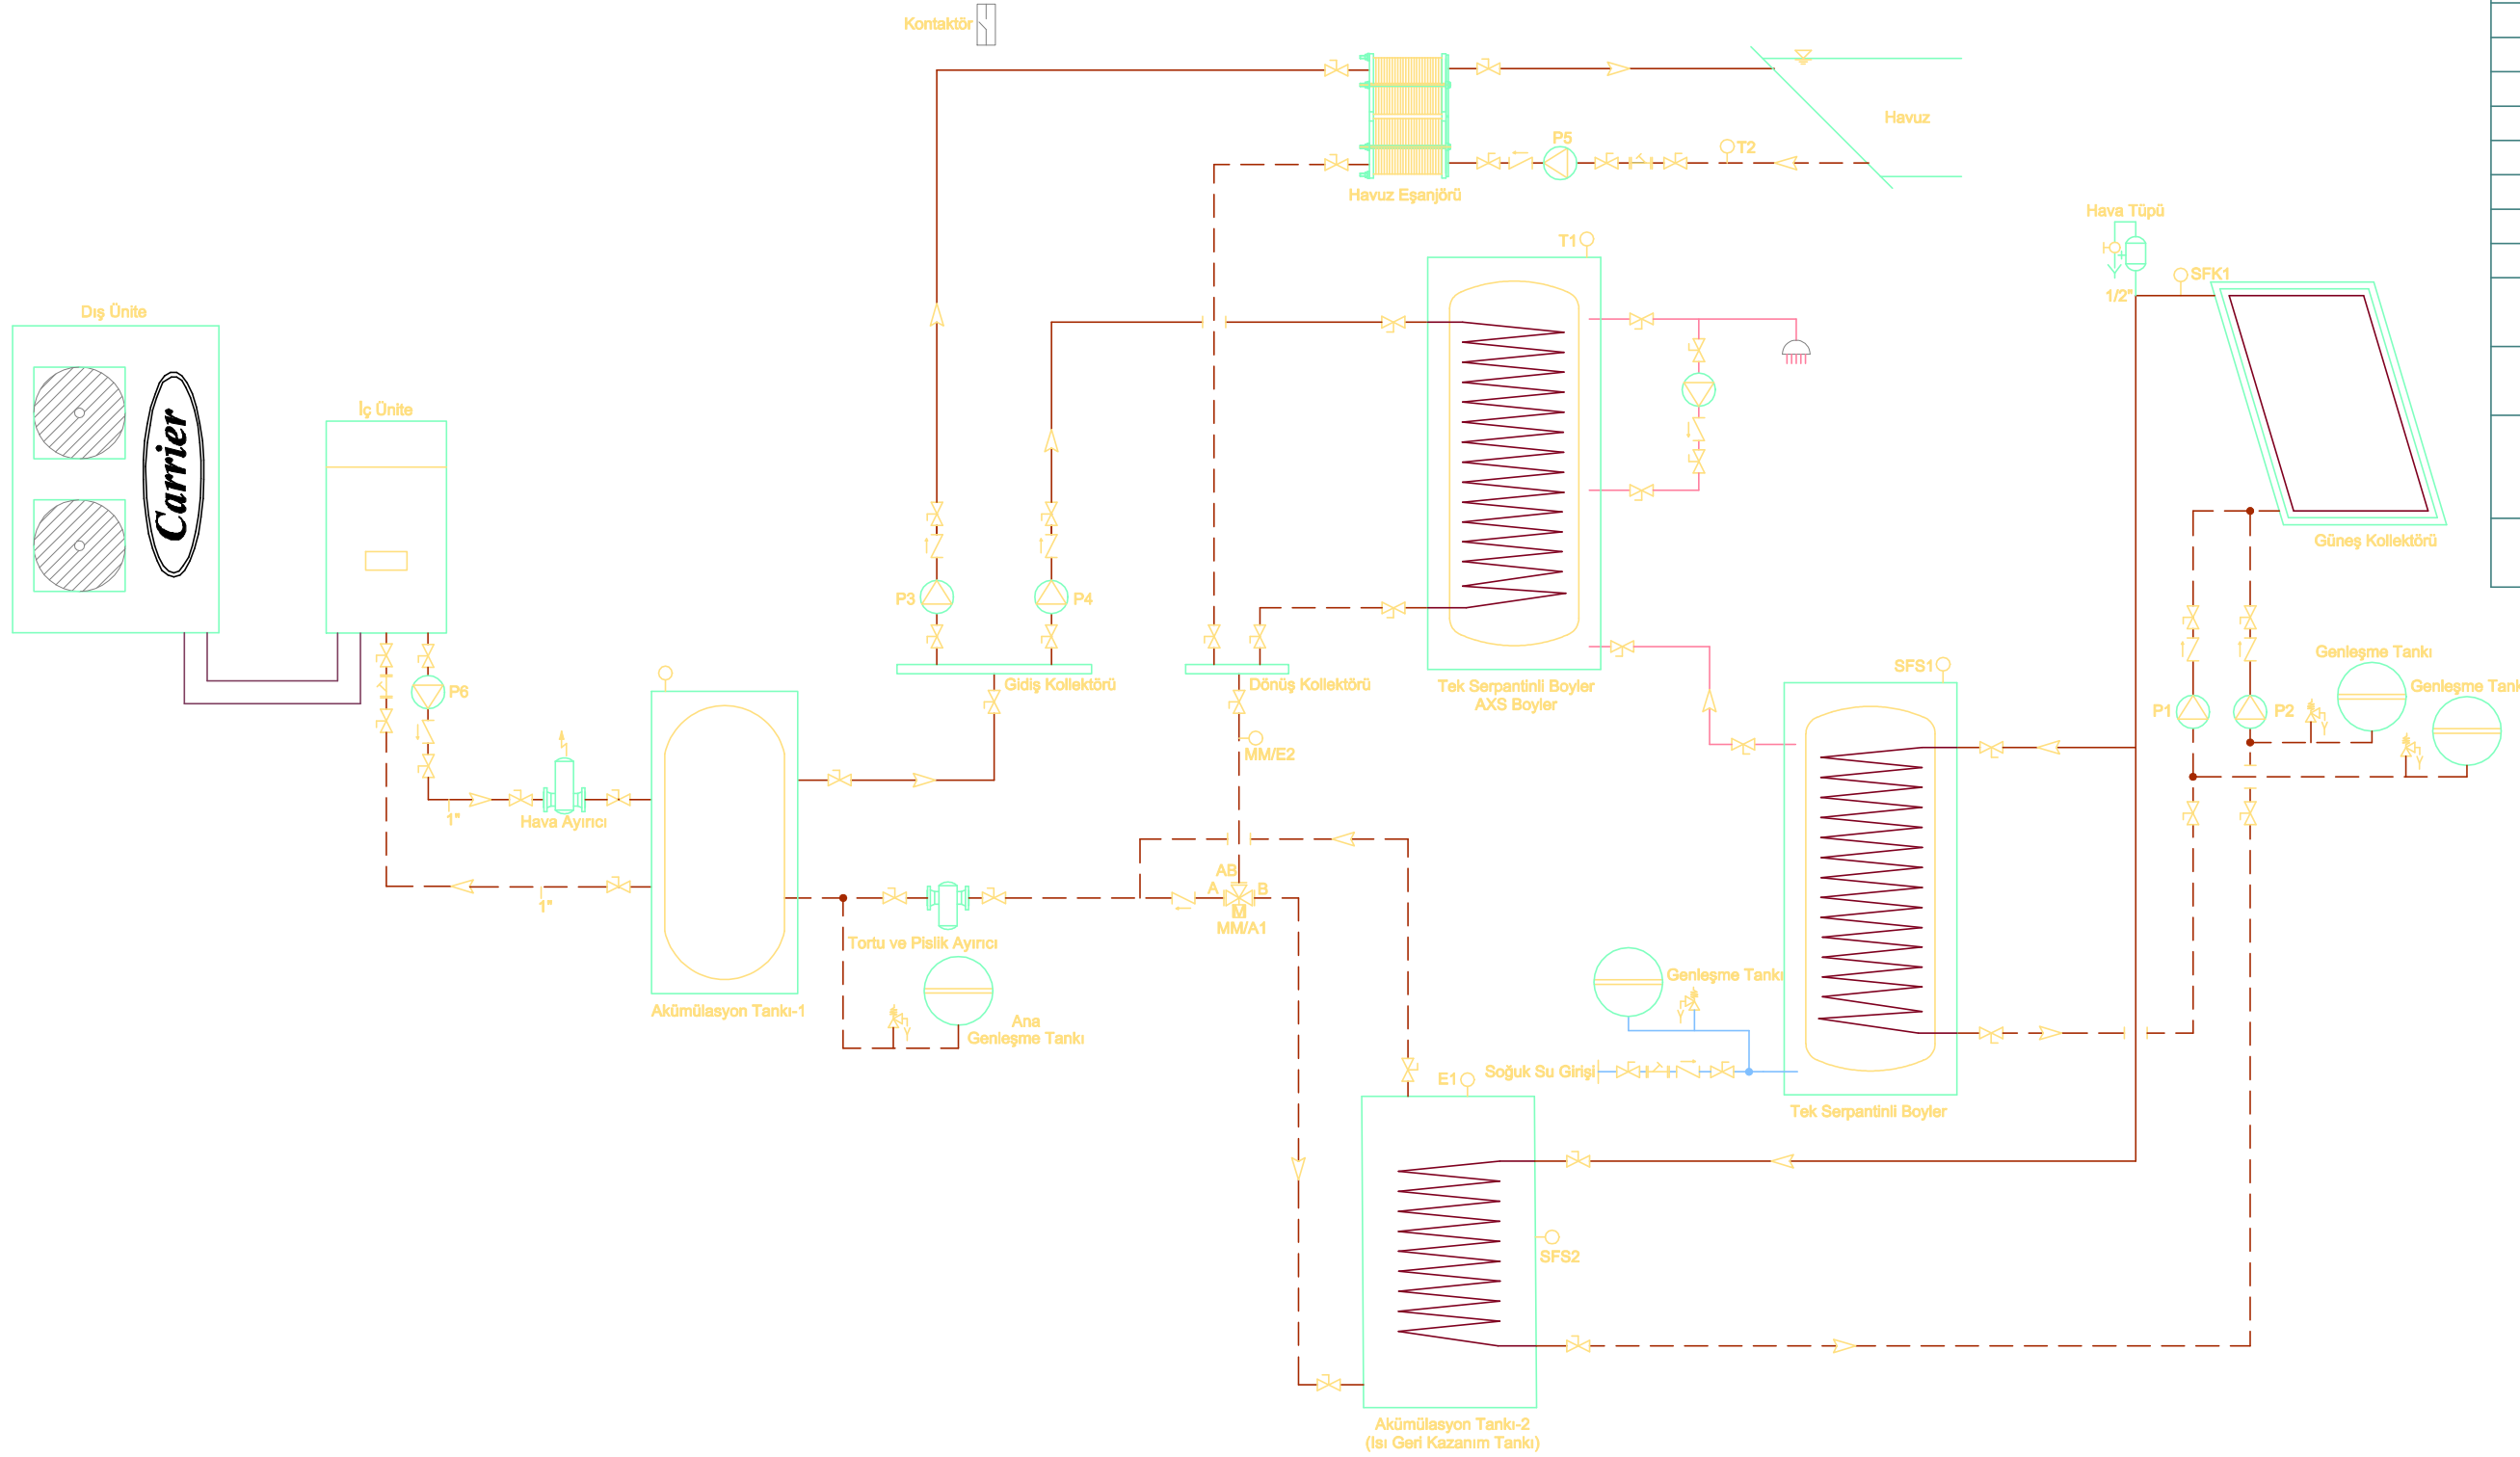 Kontaktör
P5
T2
Havuz
Havuz Eşanjörü
Hava Tüpü
T1
SFK1
1/2"
Dış Ünite
İç Ünite
Carrier
Güneş Kollektörü
P3
P4
Genleşme Tankı
SFS1
Gidiş Kollektörü
Dönüş Kollektörü
Tek Serpantinli Boyler
AXS Boyler
P6
Genleşme Tank
P1
P2
MM/E2
1"
Hava Ayırıcı
AB
A
B
M
MM/A1
1"
Tortu ve Pislik Ayırıcı
Genleşme Tankı
Akümülasyon Tankı-1
Ana
Genleşme Tankı
Soğuk Su Girişi
E1
Tek Serpantinli Boyler
SFS2
Akümülasyon Tankı-2
(Isı Geri Kazanım Tankı)